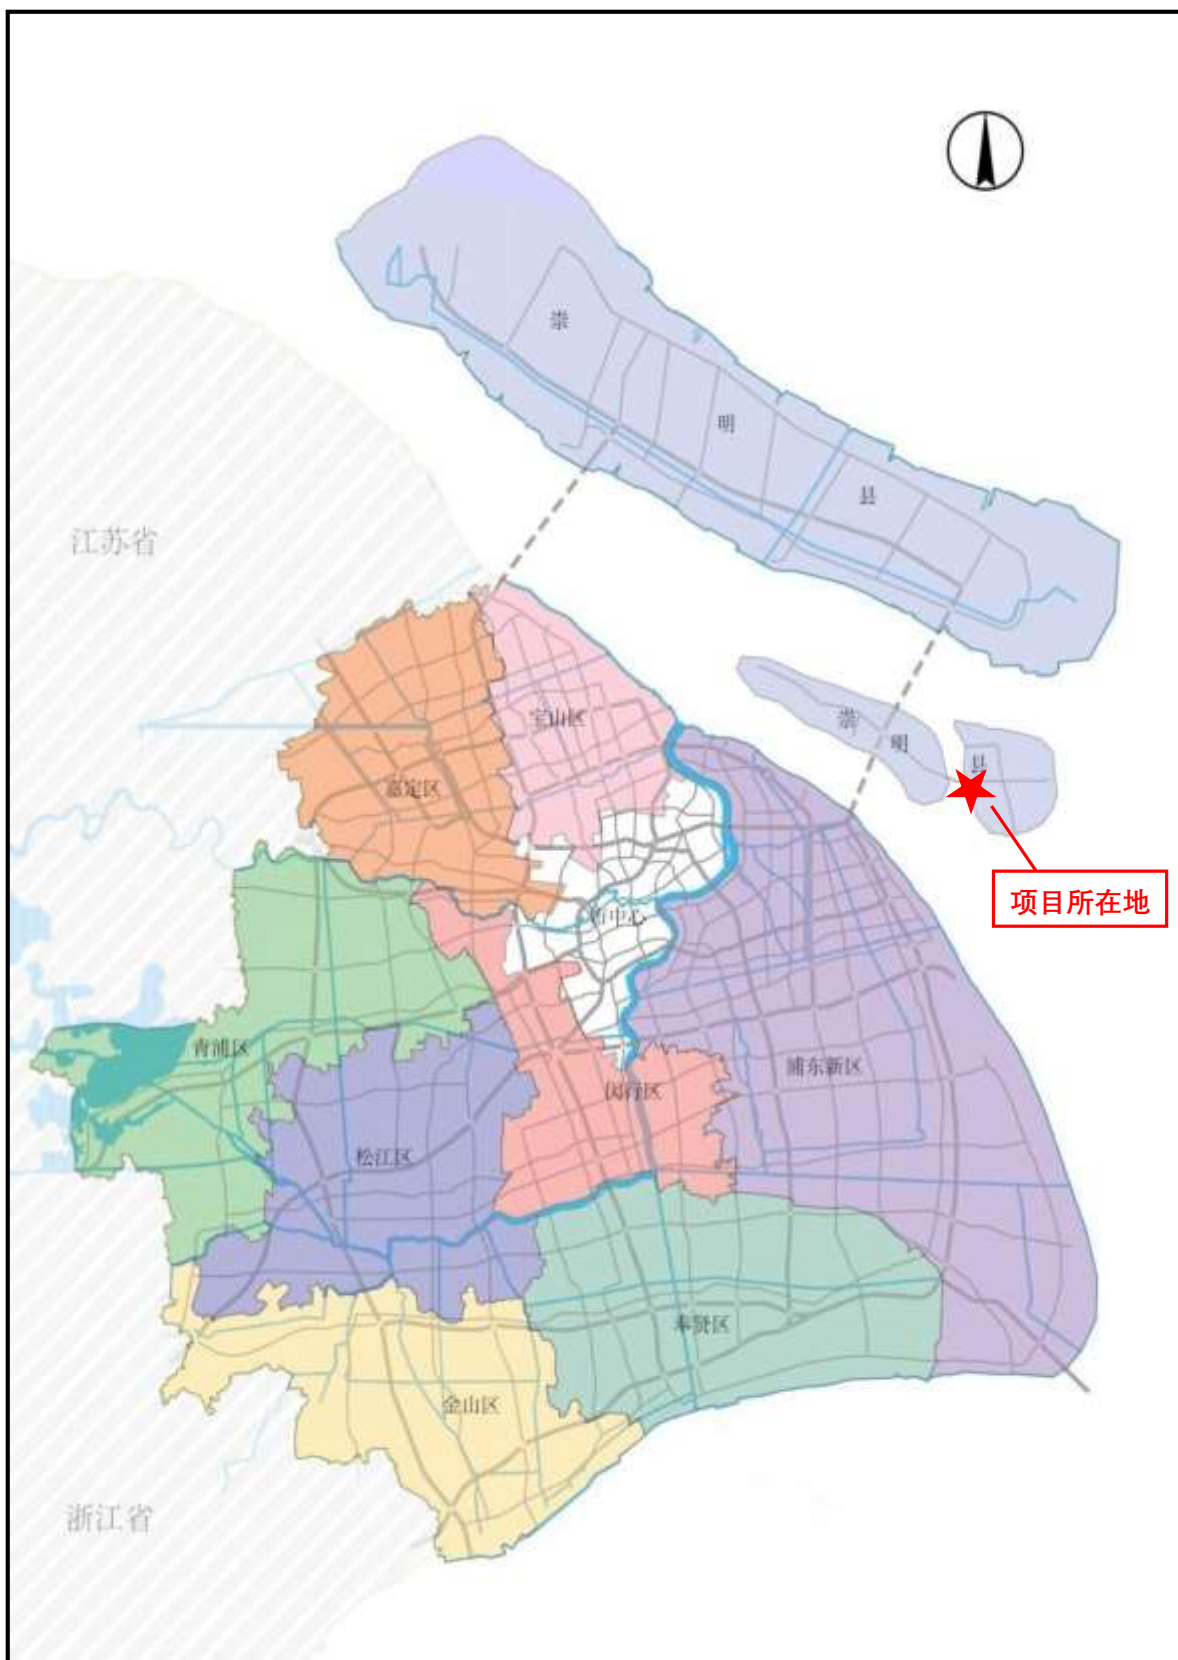 崇
明
县
江苏省
宝山区
崇
明
县
嘉定区
项目所在地
市中心
青浦区
浦东新区
闵行区
松江区
奉贤区
金山区
浙江省